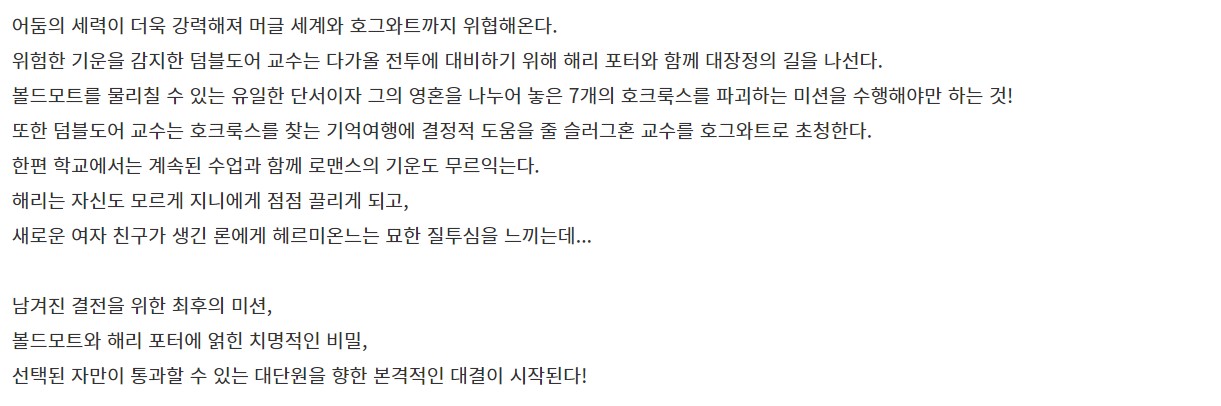 어둠의 세력이 더욱 강력해져 머글 세계와 호그와트까지 위협해온다.
위험한 기운을 감지한 덤블도어 교수는 다가올 전투에 대비하기 위해 해리 포터와 함께 대장정의 길을 나선다.
볼드모트를 물리칠 수 있는 유일한 단서이자 그의 영혼을 나누어 놓은 7개의 호크룩스를 파괴하는 미션을 수행해야만 하는 것!
또한 덤블도어 교수는 호크룩스를 찾는 기억여행에 결정적 도움을 줄 슬러그혼 교수를 호그와트로 초청한다.
한편 학교에서는 계속된 수업과 함께 로맨스의 기운도 무르익는다.
해리는 자신도 모르게 지니에게 점점 끌리게 되고,
새로운 여자 친구가 생긴 론에게 헤르미온느는 묘한 질투심을 느끼는데...
남겨진 결전을 위한 최후의 미션,
볼드모트와 해리 포터에 얽힌 치명적인 비밀,
선택된 자만이 통과할 수 있는 대단원을 향한 본격적인 대결이 시작된다!